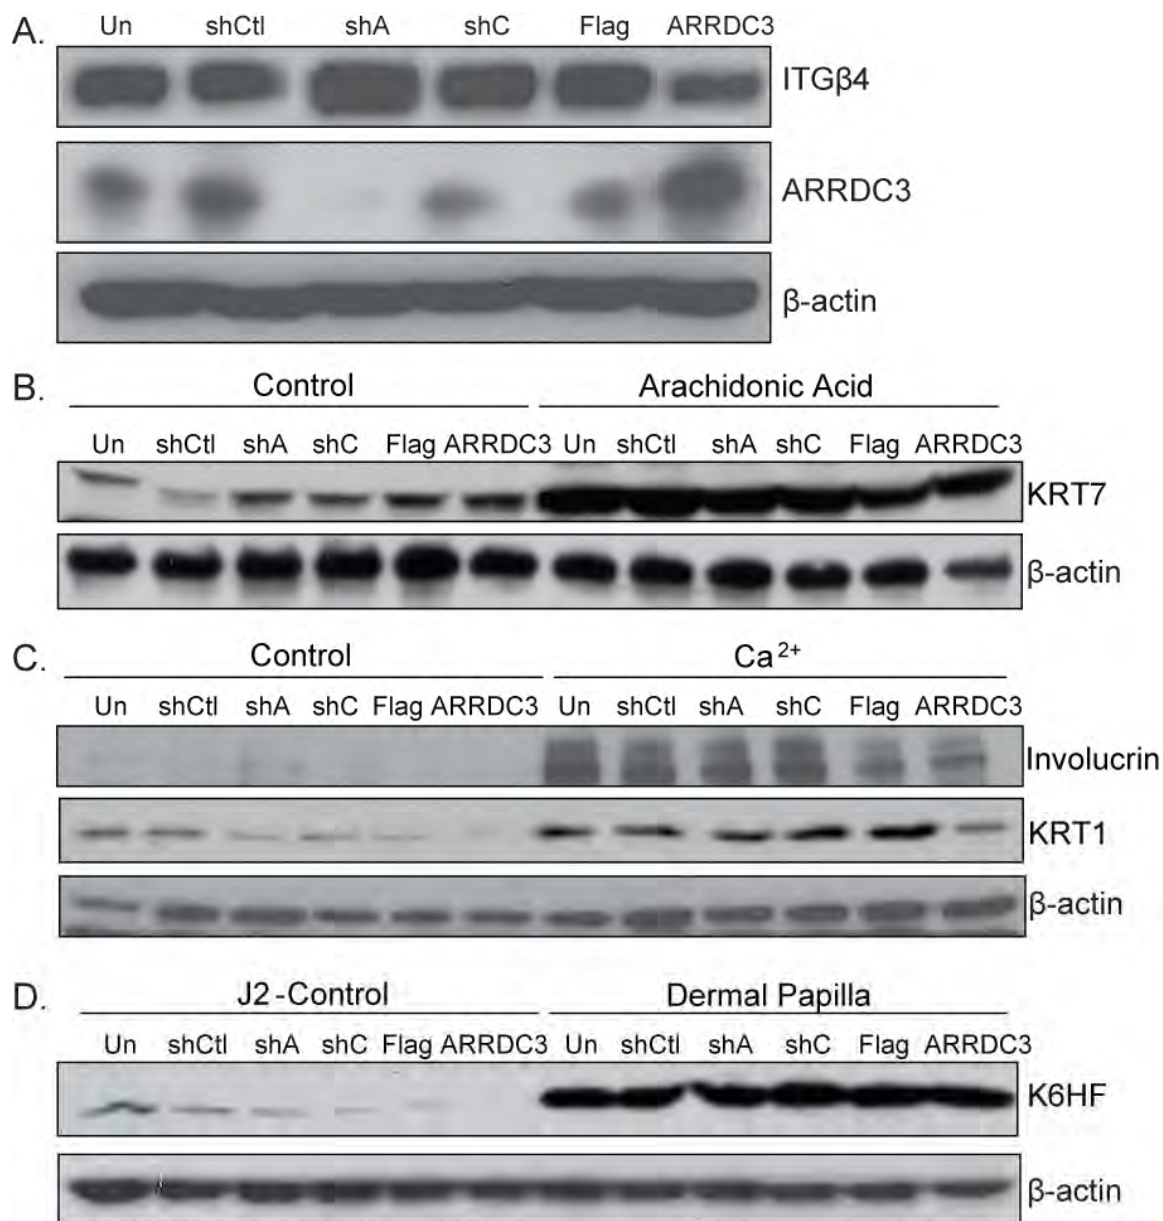 A.
Un shCtl shA shC Flag ARRDC3
ITGβ4
ARRDC3
β-actin
B.
Control Arachidonic Acid
Un shCtl shA shC Flag ARRDC3 Un shCtl shA shC Flag ARRDC3
KRT7
β-actin
C.
Control Ca²⁺
Un shCtl shA shC Flag ARRDC3 Un shCtl shA shC Flag ARRDC3
Involucrin
KRT1
β-actin
D.
J2-Control Dermal Papilla
Un shCtl shA shC Flag ARRDC3 Un shCtl shA shC Flag ARRDC3
K6HF
β-actin